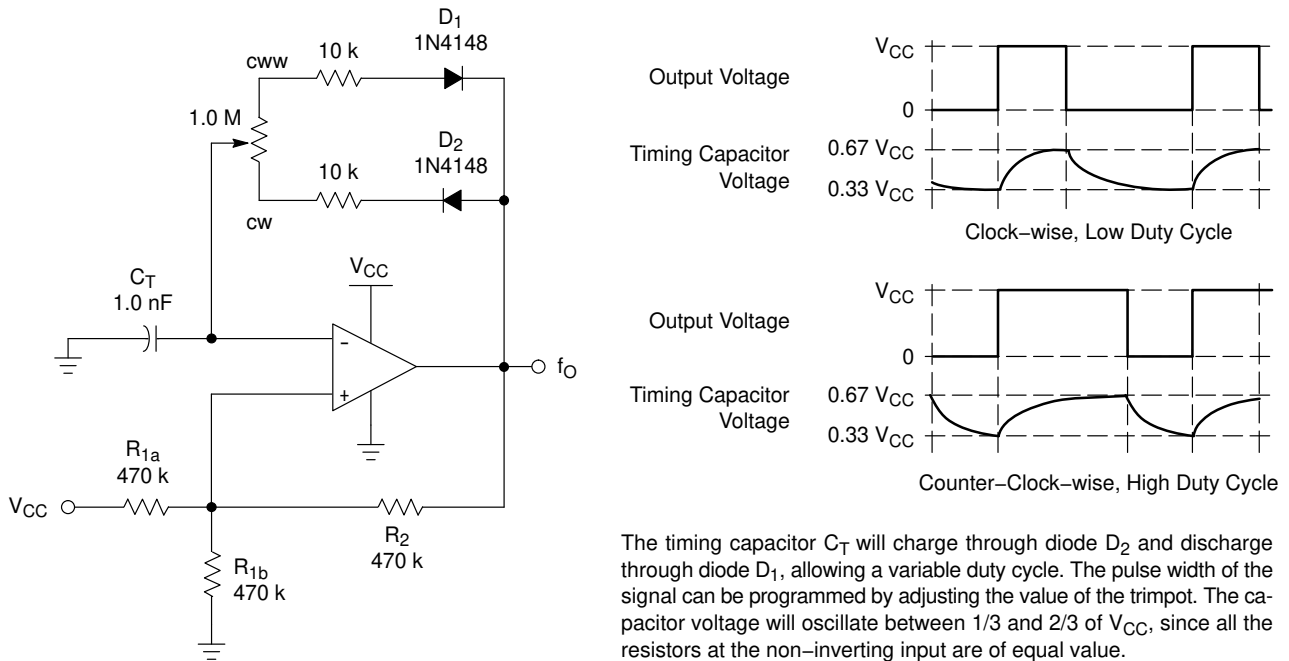 D1
1N4148
10 k
cww
1.0 M
D2
1N4148
10 k
cw
CT
1.0 nF
VCC
-
+
fO
R1a
470 k
VCC
R2
470 k
R1b
470 k
VCC
Output Voltage
0
Timing Capacitor
Voltage
0.67 VCC
0.33 VCC
Clock−wise, Low Duty Cycle
VCC
Output Voltage
0
Timing Capacitor
Voltage
0.67 VCC
0.33 VCC
Counter−Clock−wise, High Duty Cycle
The timing capacitor CT will charge through diode D2 and discharge
through diode D1, allowing a variable duty cycle. The pulse width of the
signal can be programmed by adjusting the value of the trimpot. The ca-
pacitor voltage will oscillate between 1/3 and 2/3 of VCC, since all the
resistors at the non−inverting input are of equal value.